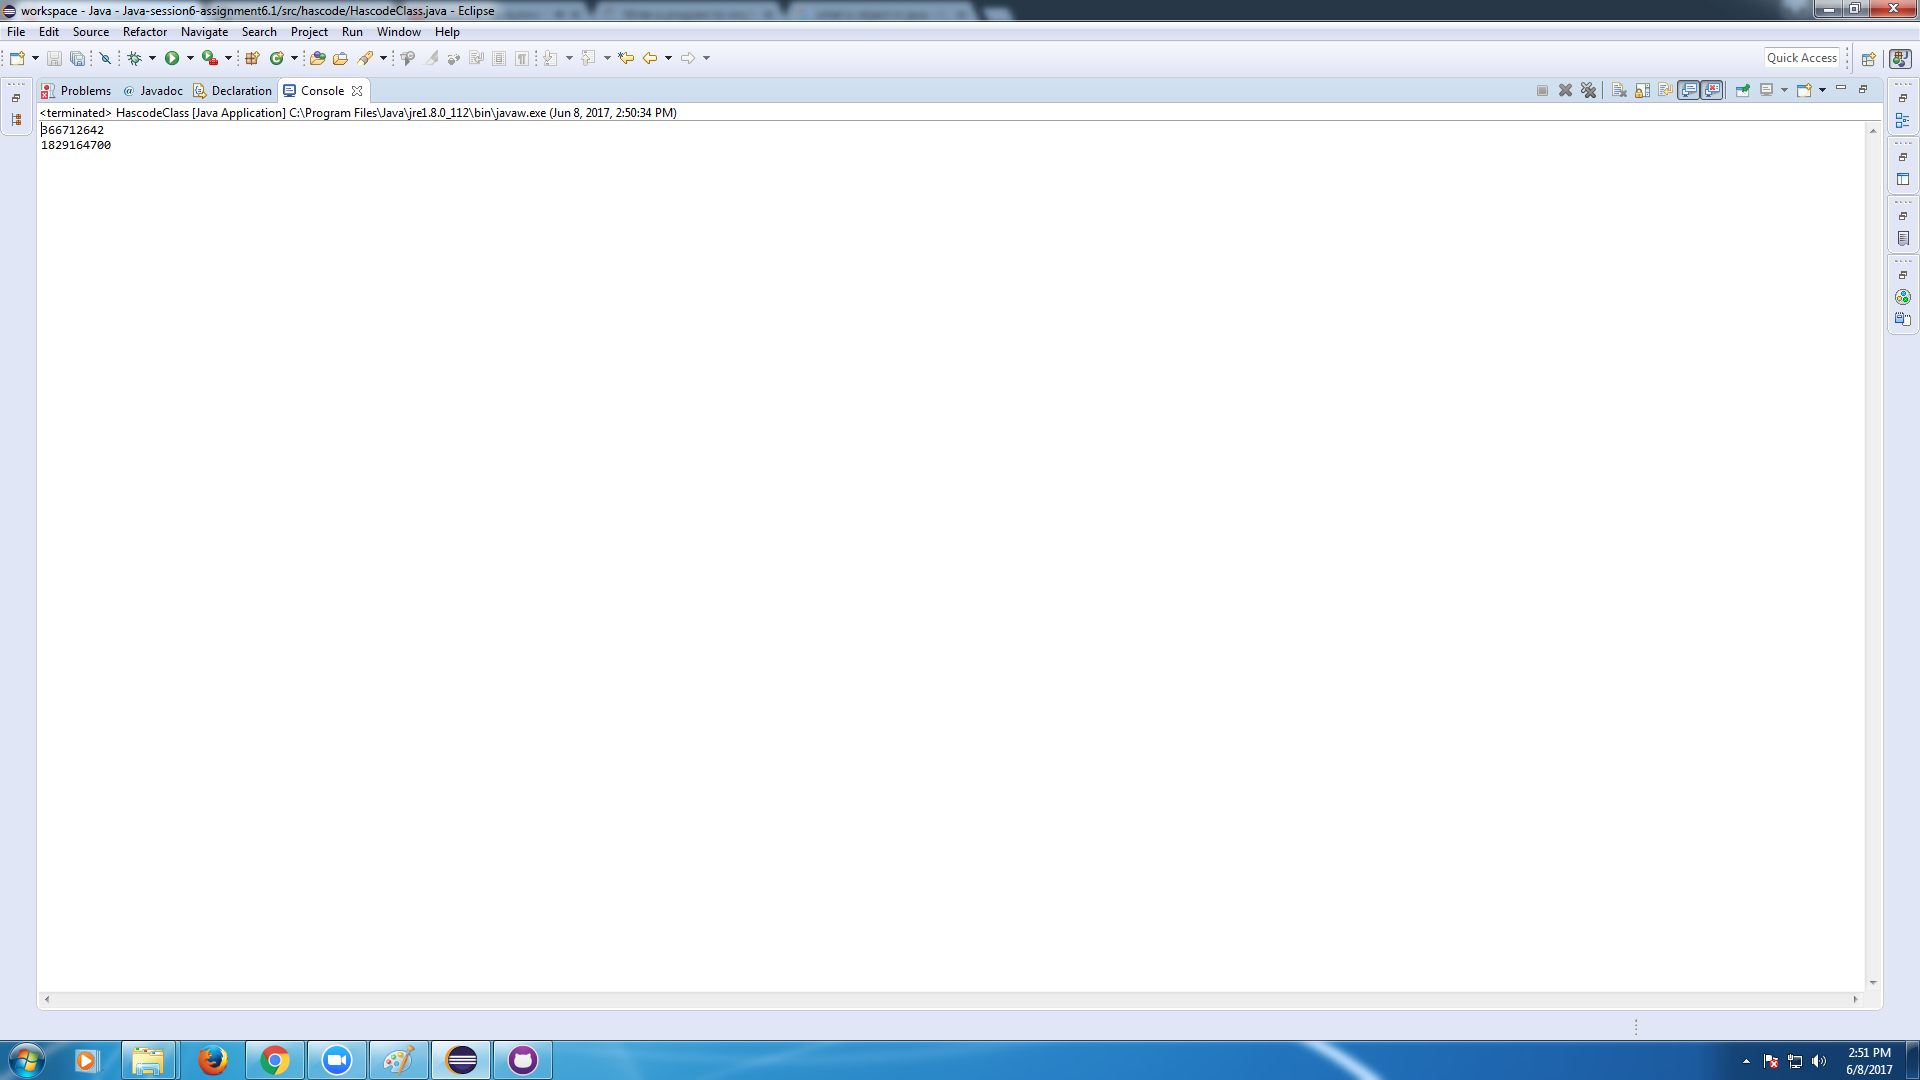 workspace - Java - Java-session6-assignment6.1/src/hascode/HascodeClass.java - Eclipse
File Edit Source Refactor Navigate Search Project Run Window Help
Quick Access
Problems @ Javadoc Declaration Console
<terminated> HascodeClass [Java Application] C:\Program Files\Java\jre1.8.0_112\bin\javaw.exe (Jun 8, 2017, 2:50:34 PM)
366712642
1829164700
2:51 PM
6/8/2017